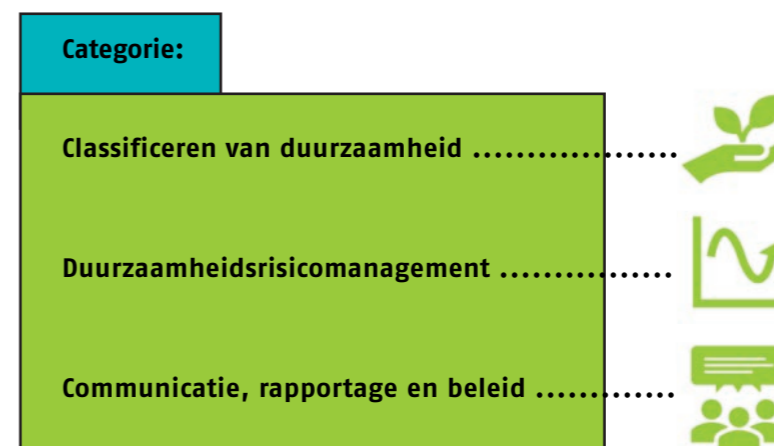 Categorie:
Classificeren van duurzaamheid ...................
Duurzaamheidsrisicomanagement ................
Communicatie, rapportage en beleid .............